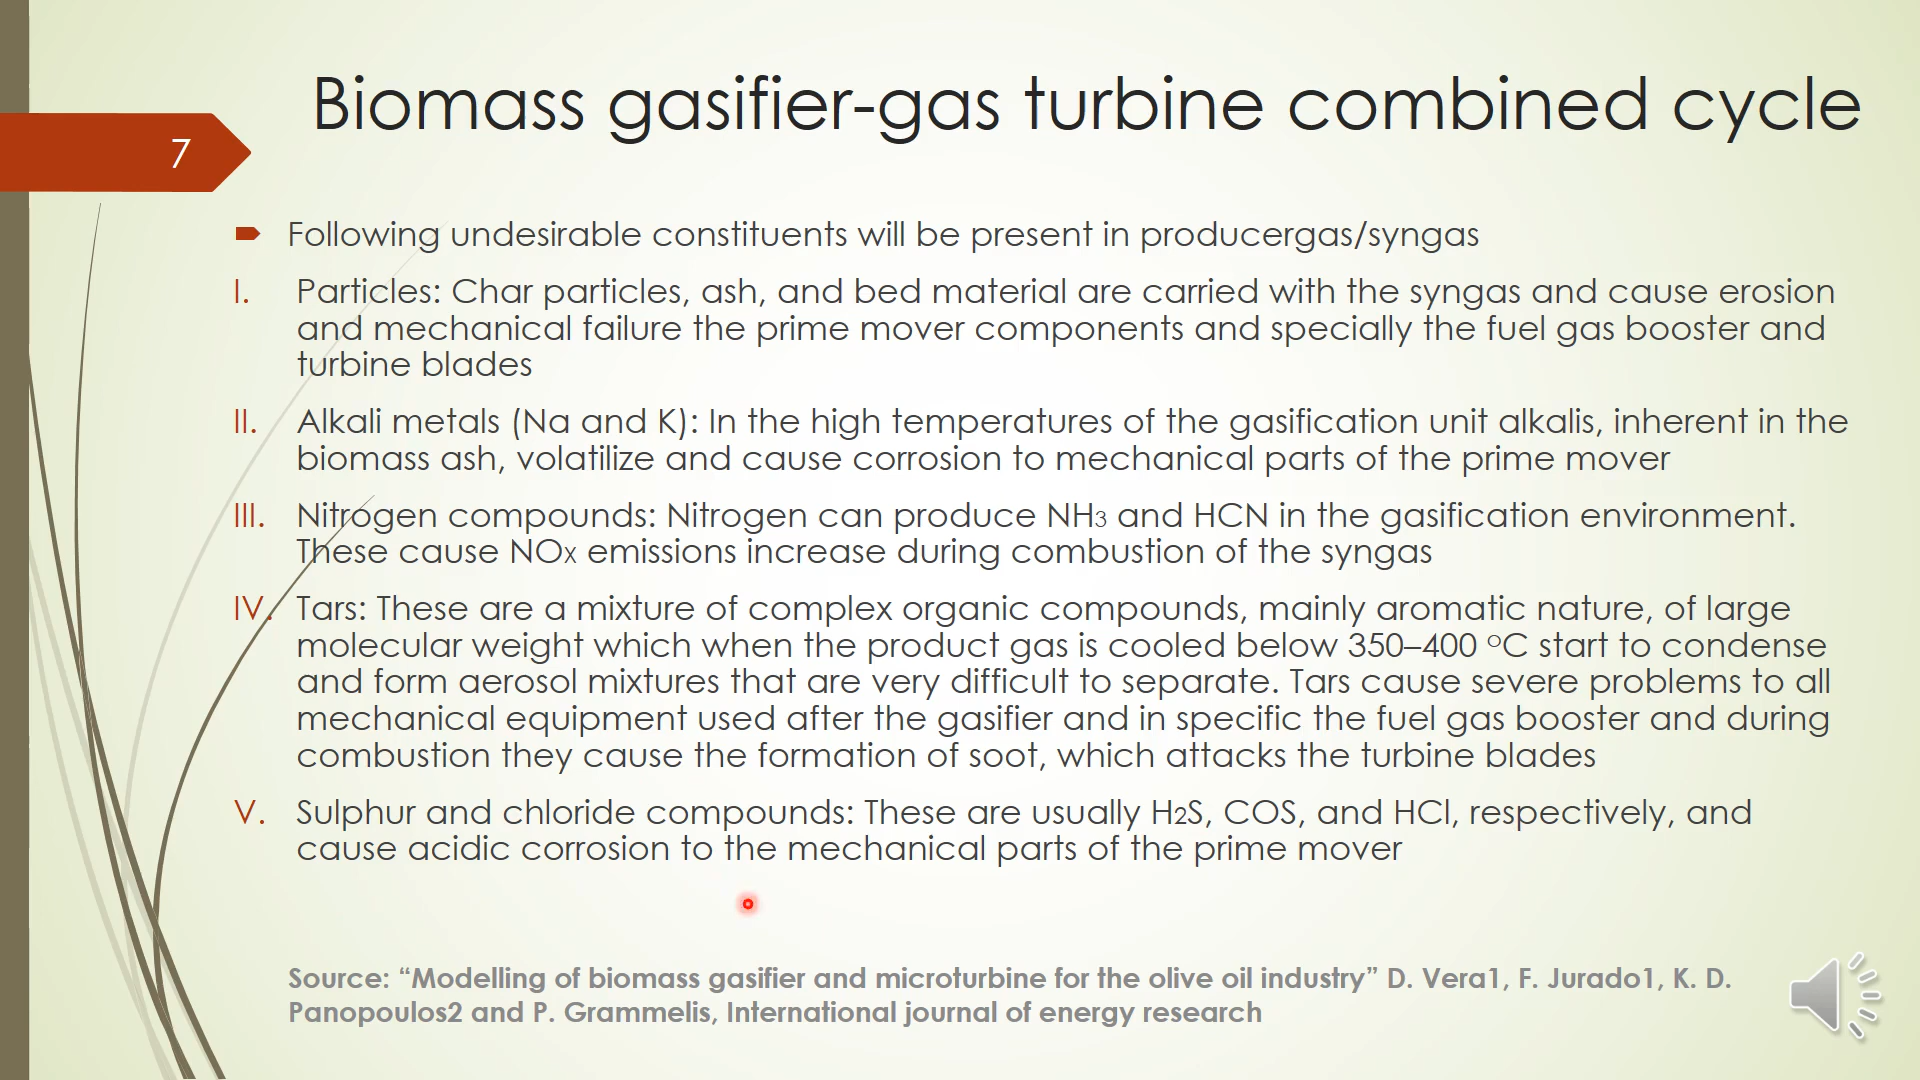 Biomass gasifier-gas turbine combined cycle
7
Following undesirable constituents will be present in producergas/syngas
I. Particles: Char particles, ash, and bed material are carried with the syngas and cause erosion
and mechanical failure the prime mover components and specially the fuel gas booster and
turbine blades
II. Alkali metals (Na and K): In the high temperatures of the gasification unit alkalis, inherent in the
biomass ash, volatilize and cause corrosion to mechanical parts of the prime mover
III. Nitrogen compounds: Nitrogen can produce NH3 and HCN in the gasification environment.
These cause NOX emissions increase during combustion of the syngas
IV. Tars: These are a mixture of complex organic compounds, mainly aromatic nature, of large
molecular weight which when the product gas is cooled below 350–400 °C start to condense
and form aerosol mixtures that are very difficult to separate. Tars cause severe problems to all
mechanical equipment used after the gasifier and in specific the fuel gas booster and during
combustion they cause the formation of soot, which attacks the turbine blades
V. Sulphur and chloride compounds: These are usually H2S, COS, and HCl, respectively, and
cause acidic corrosion to the mechanical parts of the prime mover
Source: “Modelling of biomass gasifier and microturbine for the olive oil industry” D. Vera1, F. Jurado1, K. D.
Panopoulos2 and P. Grammelis, International journal of energy research